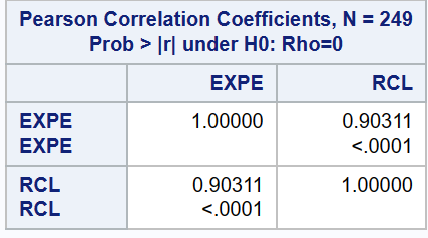 Pearson Correlation Coefficients, N = 249
Prob > |r| under H0: Rho=0
EXPE RCL
EXPE 1.00000 0.90311
EXPE <.0001
RCL 0.90311 1.00000
RCL <.0001